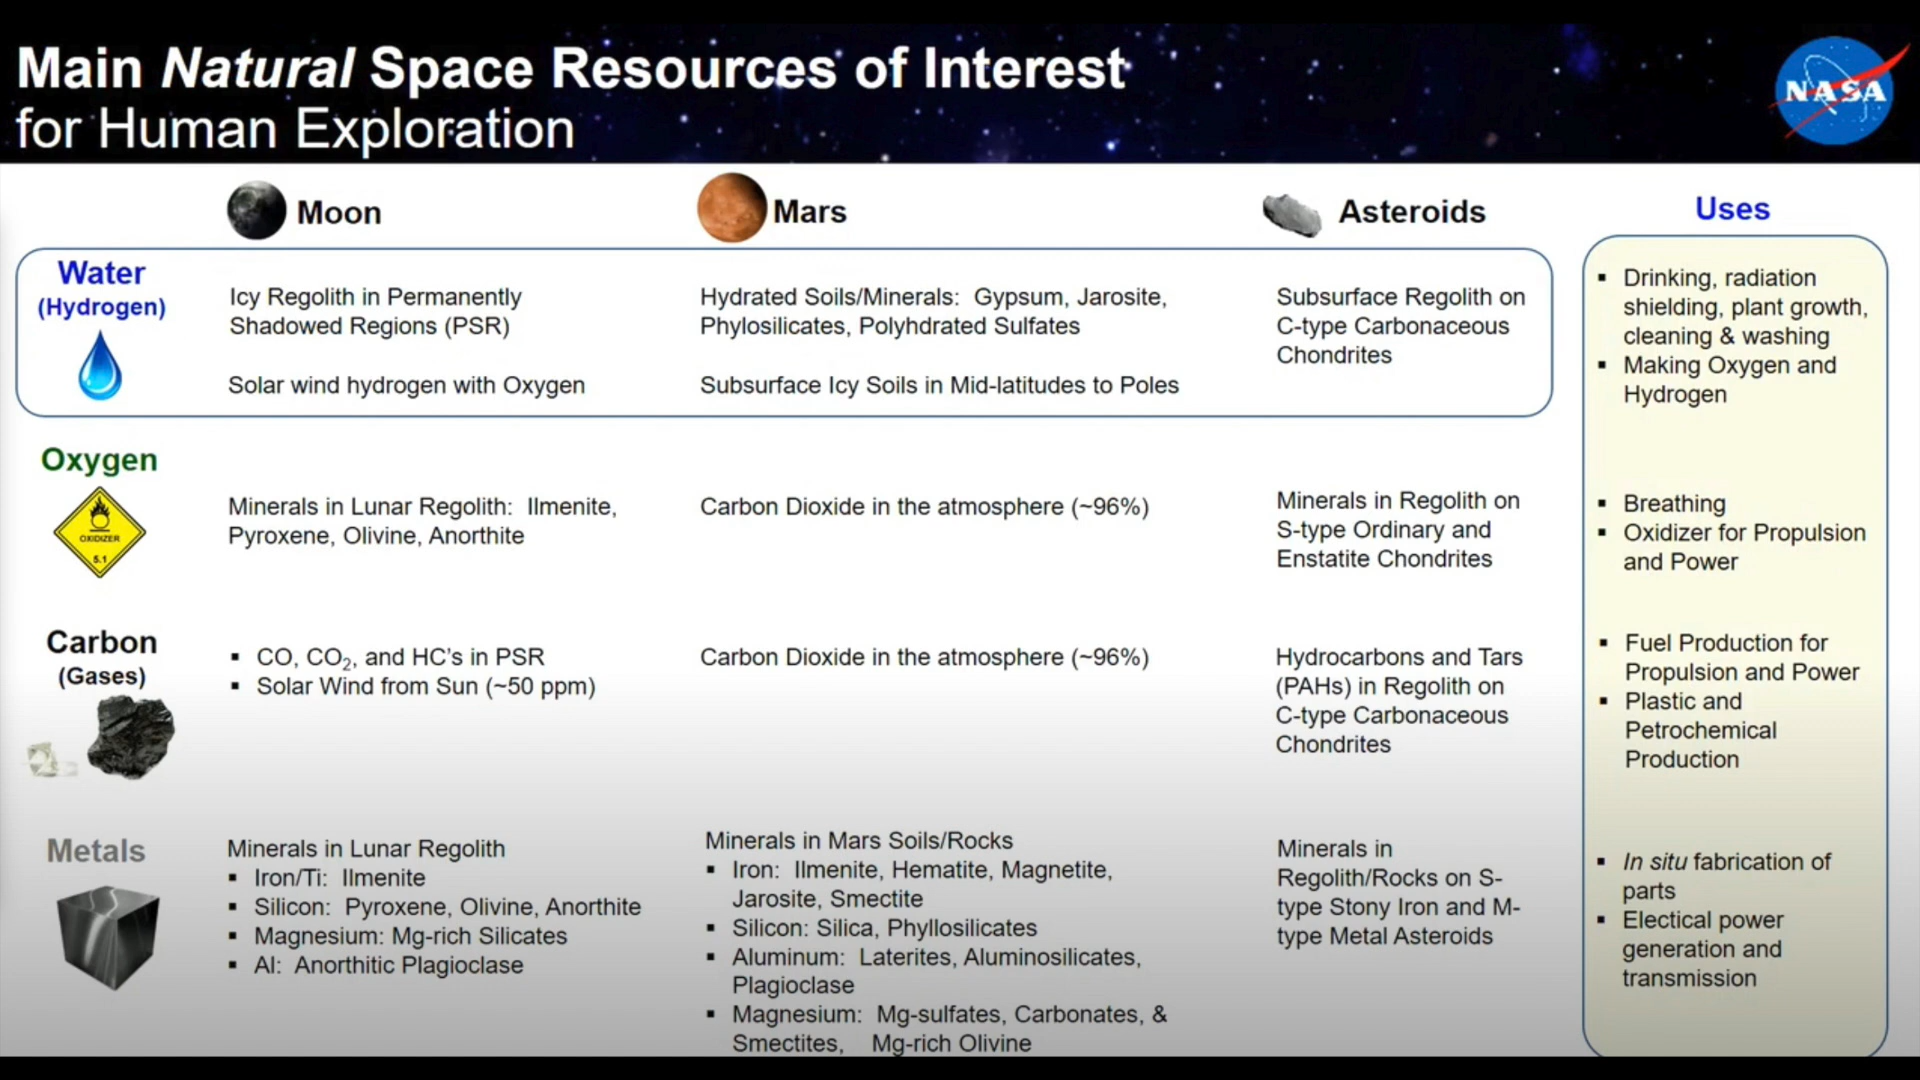 Main Natural Space Resources of Interest
for Human Exploration
NASA
Moon
Mars
Asteroids
Uses
Water
(Hydrogen)
Icy Regolith in Permanently
Shadowed Regions (PSR)
Solar wind hydrogen with Oxygen
Hydrated Soils/Minerals: Gypsum, Jarosite,
Phylosilicates, Polyhdrated Sulfates
Subsurface Icy Soils in Mid-latitudes to Poles
Subsurface Regolith on
C-type Carbonaceous
Chondrites
▪ Drinking, radiation
shielding, plant growth,
cleaning & washing
▪ Making Oxygen and
Hydrogen
Oxygen
OXIDIZER
5.1
Minerals in Lunar Regolith: Ilmenite,
Pyroxene, Olivine, Anorthite
Carbon Dioxide in the atmosphere (~96%)
Minerals in Regolith on
S-type Ordinary and
Enstatite Chondrites
▪ Breathing
▪ Oxidizer for Propulsion
and Power
Carbon
(Gases)
▪ CO, CO₂, and HC's in PSR
▪ Solar Wind from Sun (~50 ppm)
Carbon Dioxide in the atmosphere (~96%)
Hydrocarbons and Tars
(PAHs) in Regolith on
C-type Carbonaceous
Chondrites
▪ Fuel Production for
Propulsion and Power
▪ Plastic and
Petrochemical
Production
Metals
Minerals in Lunar Regolith
▪ Iron/Ti: Ilmenite
▪ Silicon: Pyroxene, Olivine, Anorthite
▪ Magnesium: Mg-rich Silicates
▪ Al: Anorthitic Plagioclase
Minerals in Mars Soils/Rocks
▪ Iron: Ilmenite, Hematite, Magnetite,
Jarosite, Smectite
▪ Silicon: Silica, Phyllosilicates
▪ Aluminum: Laterites, Aluminosilicates,
Plagioclase
▪ Magnesium: Mg-sulfates, Carbonates, &
Smectites, Mg-rich Olivine
Minerals in
Regolith/Rocks on S-
type Stony Iron and M-
type Metal Asteroids
▪ In situ fabrication of
parts
▪ Electical power
generation and
transmission